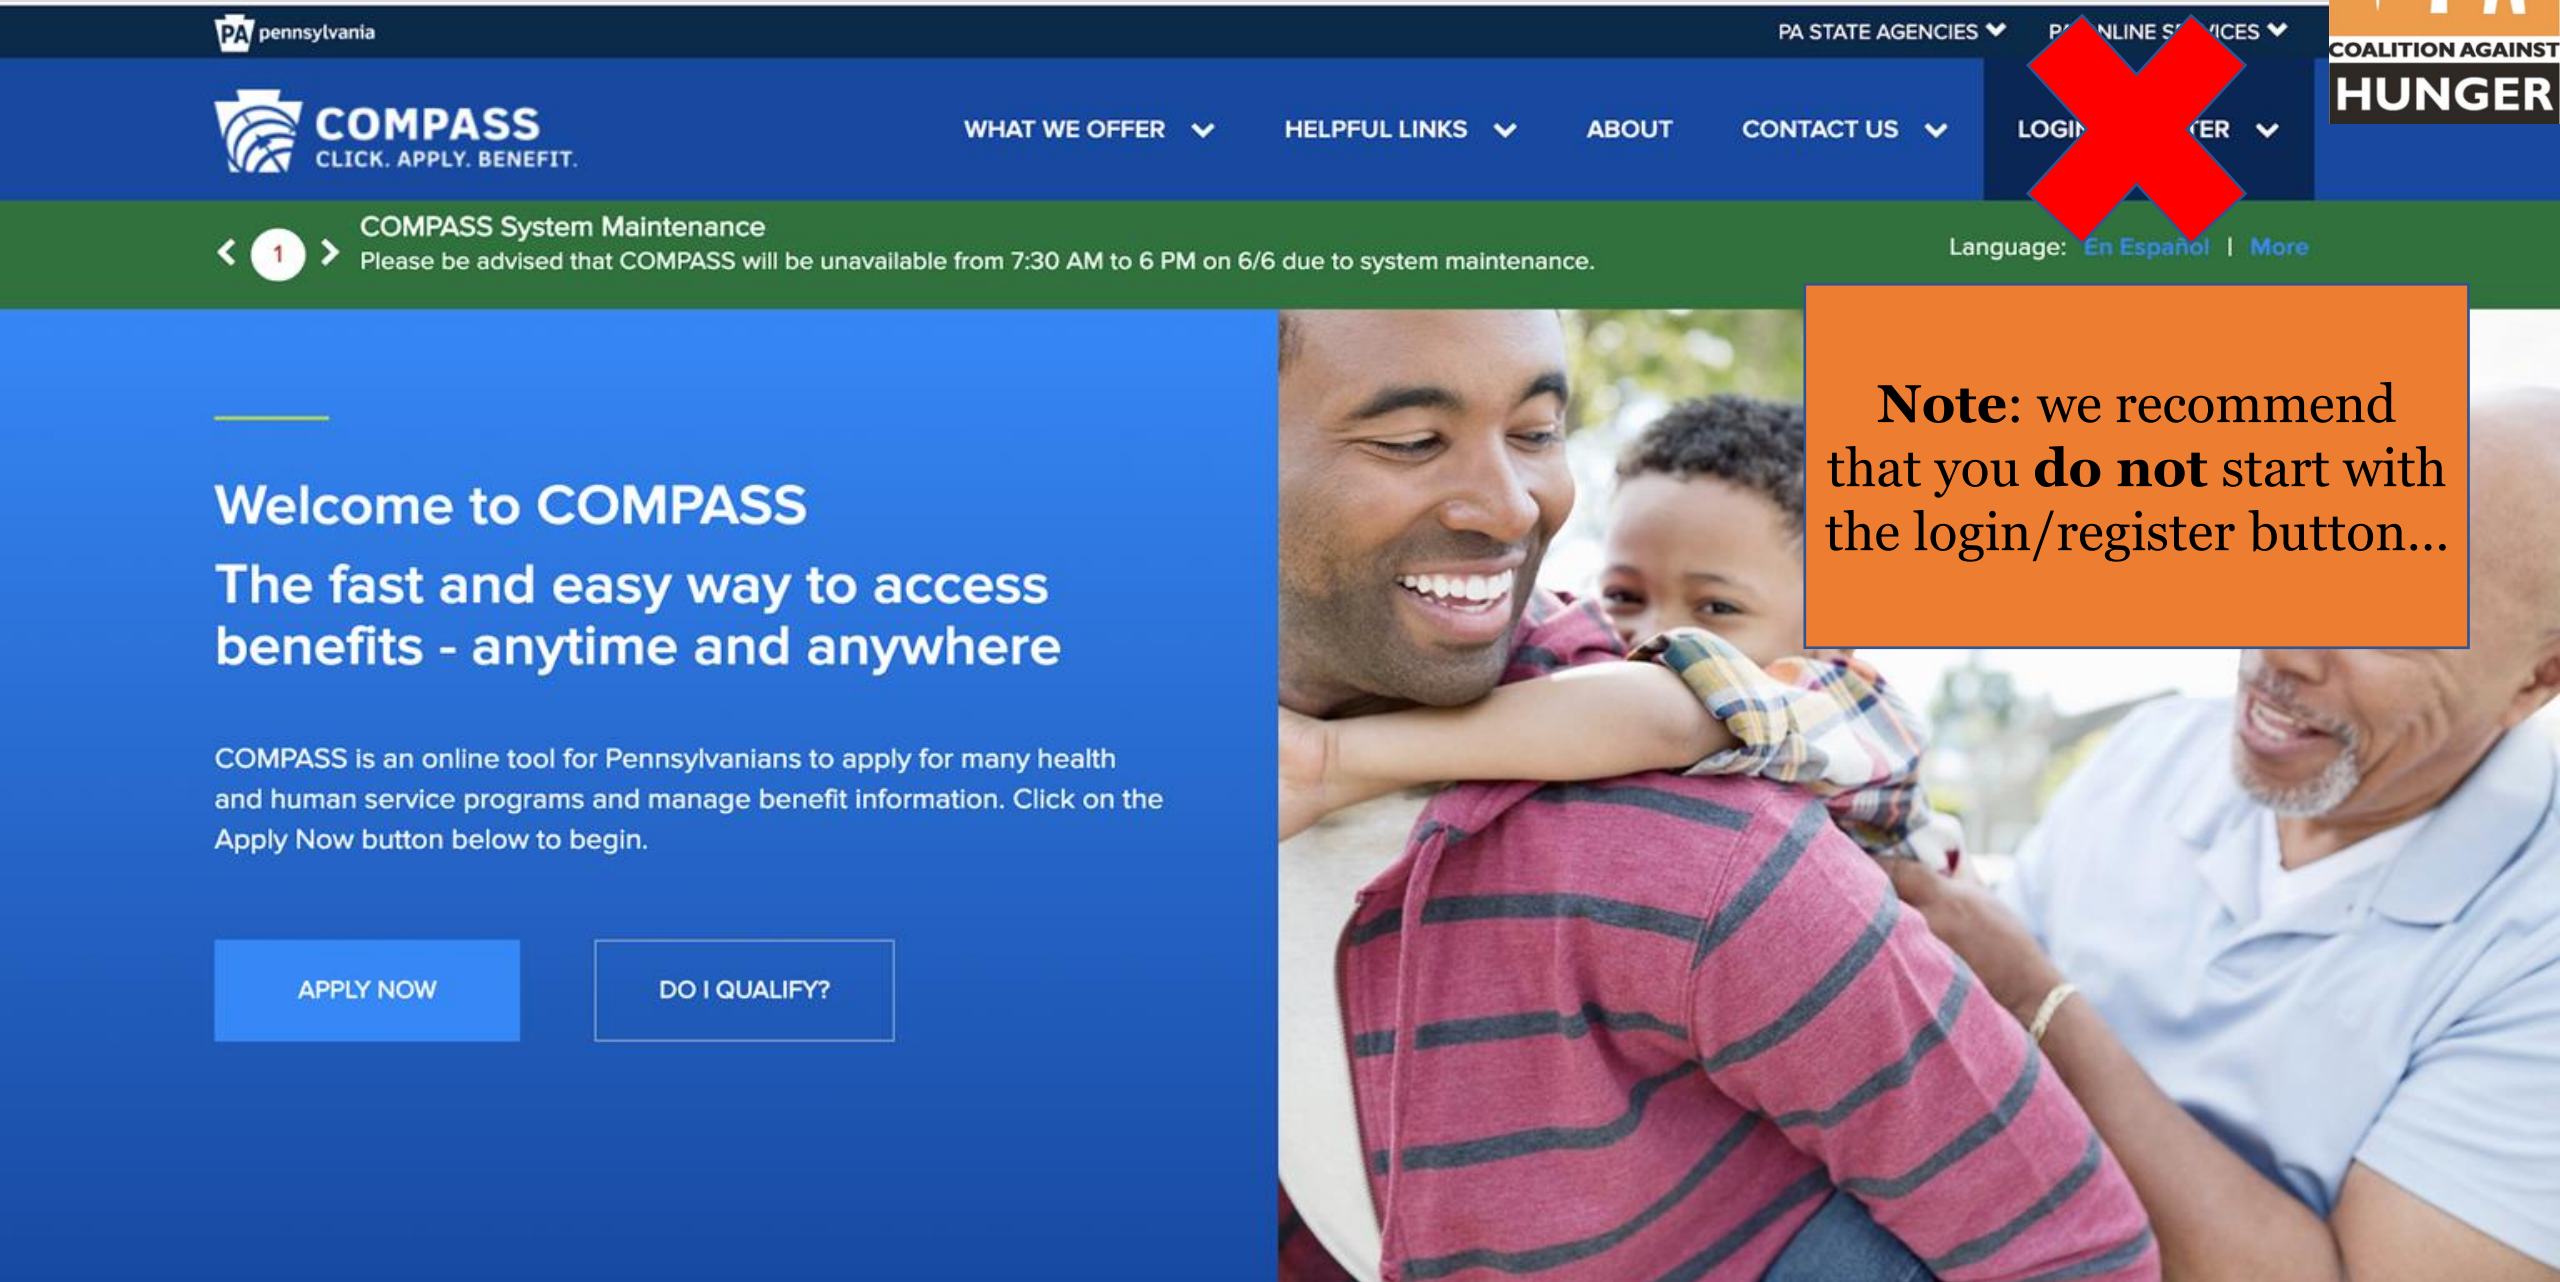 PA pennsylvania
PA STATE AGENCIES
COALITION AGAINST
HUNGER
COMPASS
CLICK. APPLY. BENEFIT.
WHAT WE OFFER
HELPFUL LINKS
ABOUT
CONTACT US
1
COMPASS System Maintenance
Please be advised that COMPASS will be unavailable from 7:30 AM to 6 PM on 6/6 due to system maintenance.
Language: En Español | More
Note: we recommend
that you do not start with
the login/register button...
Welcome to COMPASS
The fast and easy way to access
benefits - anytime and anywhere
COMPASS is an online tool for Pennsylvanians to apply for many health
and human service programs and manage benefit information. Click on the
Apply Now button below to begin.
APPLY NOW
DO I QUALIFY?